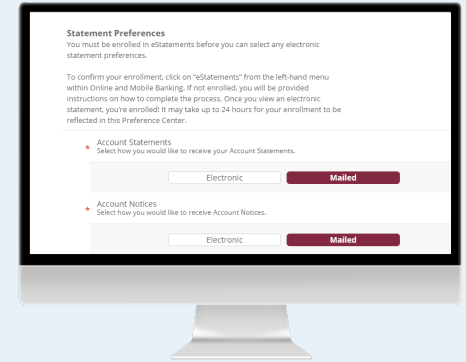 Statement Preferences
You must be enrolled in eStatements before you can select any electronic
statement preferences.
To confirm your enrollment, click on “eStatements” from the left-hand menu
within Online and Mobile Banking. If not enrolled, you will be provided
instructions on how to complete the process. Once you view an electronic
statement, you’re enrolled! It may take up to 24 hours for your enrollment to be
reflected in this Preference Center.
* Account Statements
Select how you would like to receive your Account Statements.
Electronic Mailed
* Account Notices
Select how you would like to receive Account Notices.
Electronic Mailed